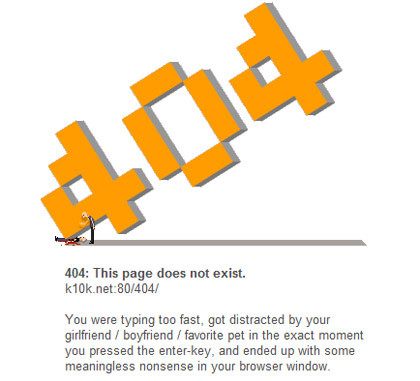 404
404: This page does not exist.
k10k.net:80/404/
You were typing too fast, got distracted by your
girlfriend / boyfriend / favorite pet in the exact moment
you pressed the enter-key, and ended up with some
meaningless nonsense in your browser window.